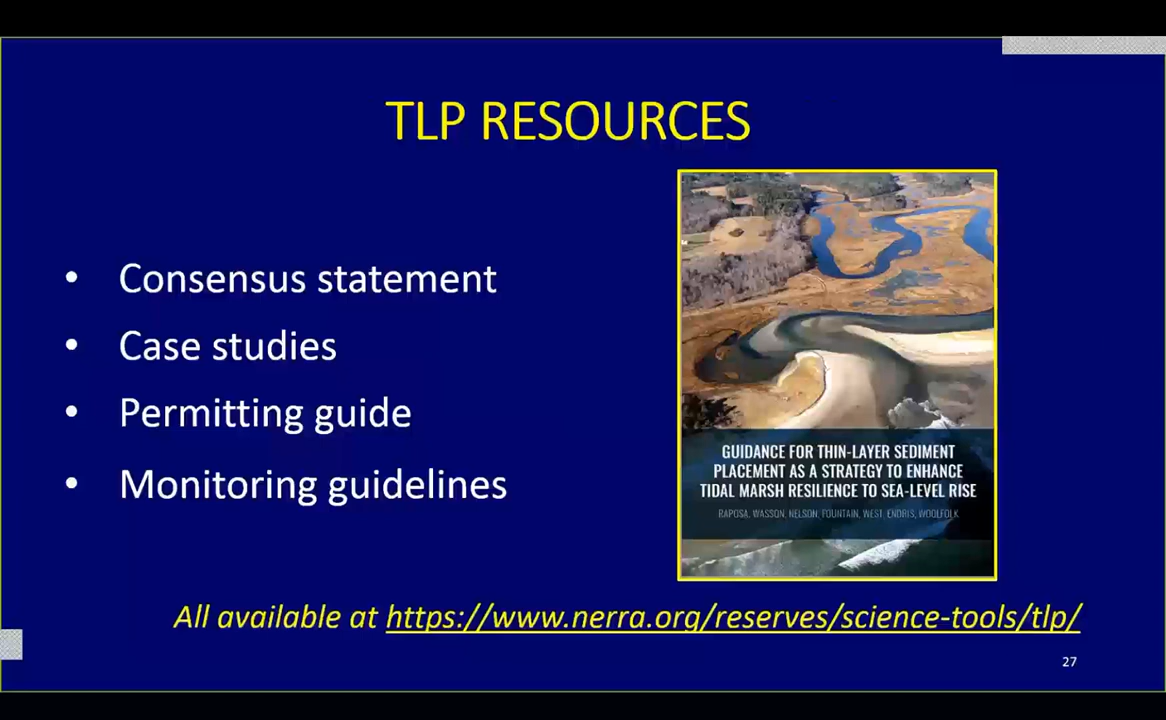 TLP RESOURCES
• Consensus statement
• Case studies
• Permitting guide
• Monitoring guidelines
GUIDANCE FOR THIN-LAYER SEDIMENT
PLACEMENT AS A STRATEGY TO ENHANCE
TIDAL MARSH RESILIENCE TO SEA-LEVEL RISE
RAPOSA, WASSON, NELSON, FOUNTAIN, WEST, ENDRIS, WOOLFOLK
All available at https://www.nerra.org/reserves/science-tools/tlp/
27